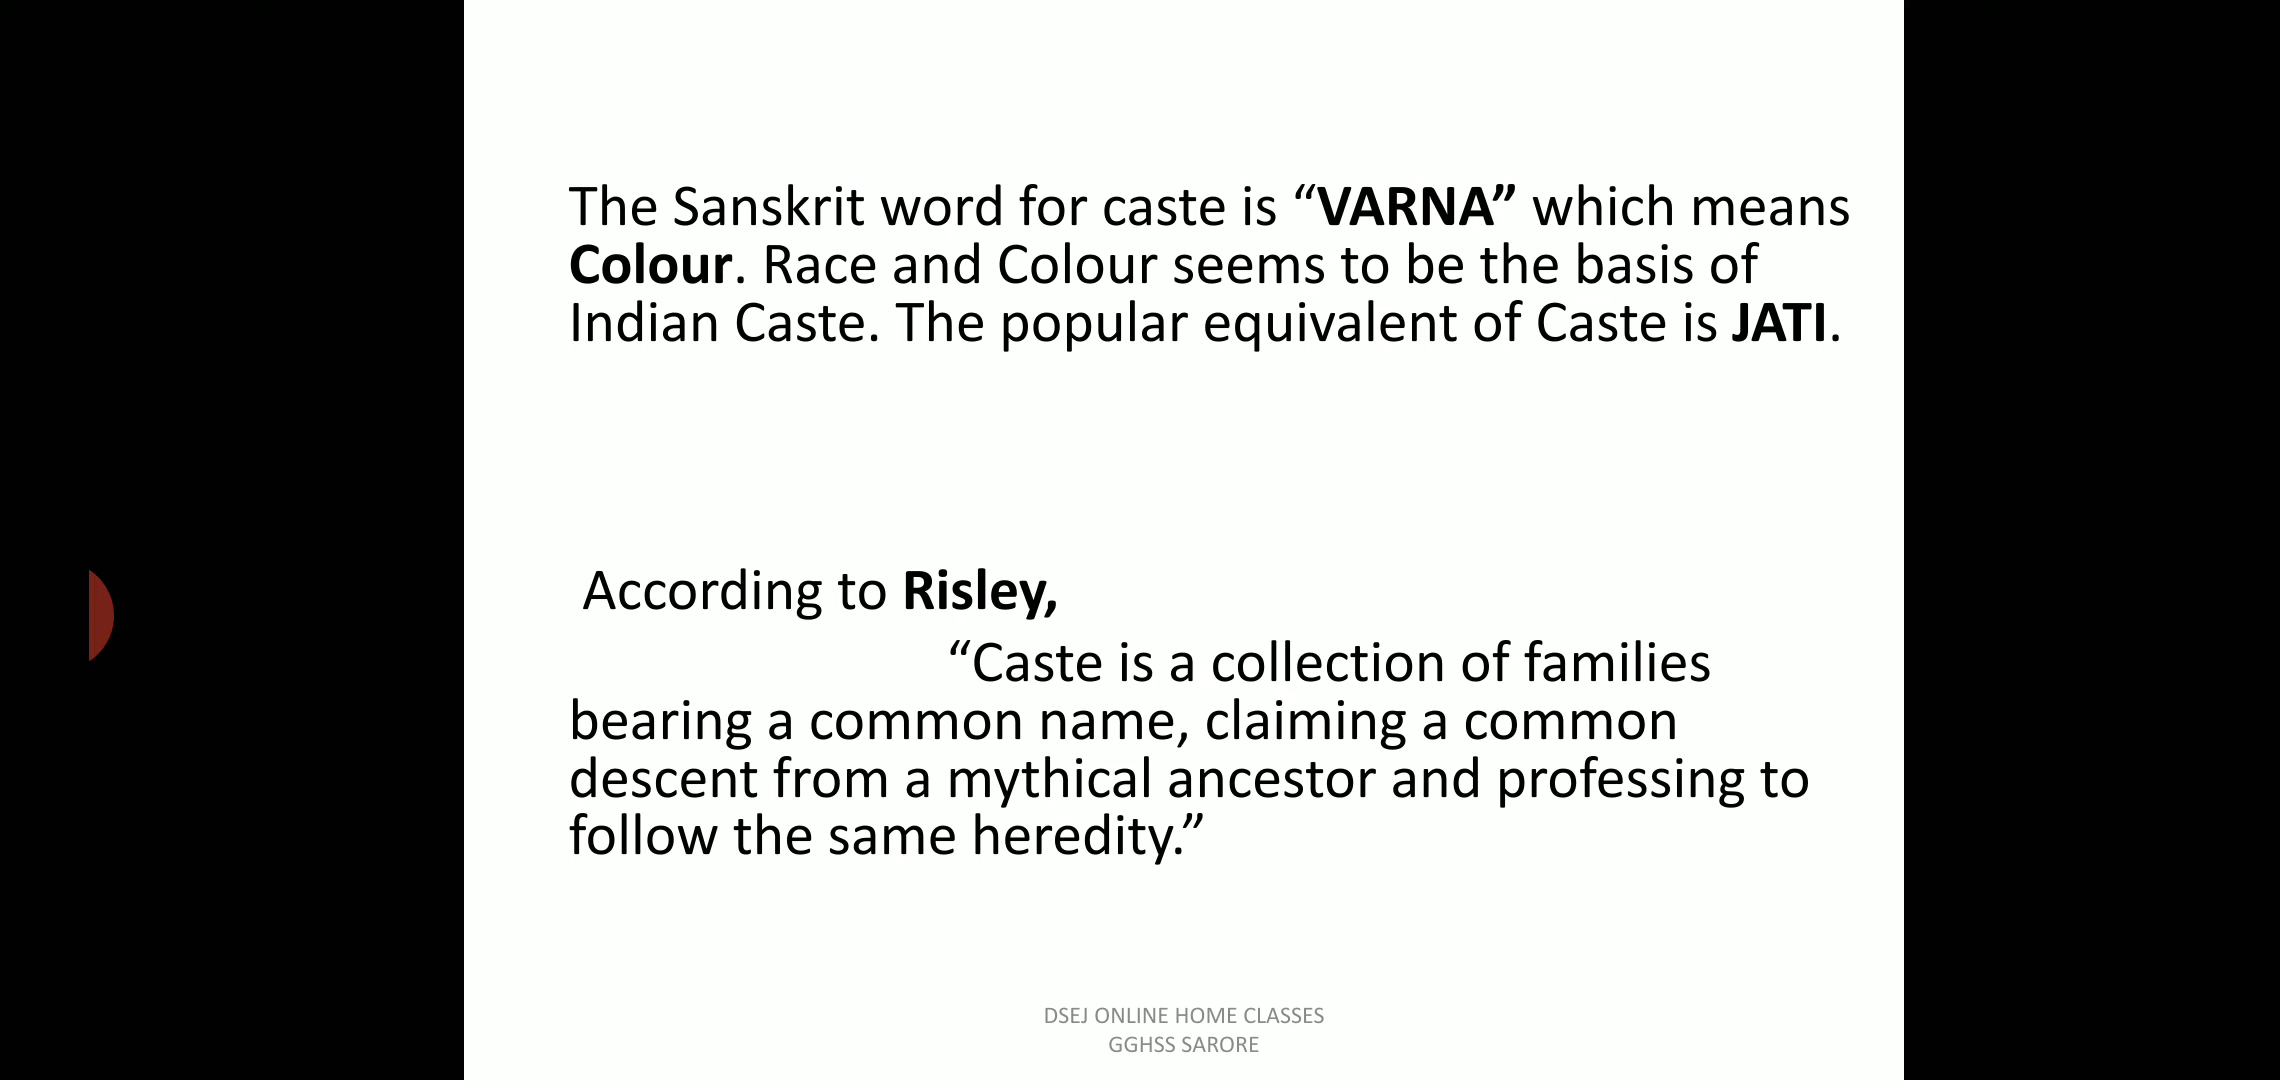 The Sanskrit word for caste is “VARNA” which means
Colour. Race and Colour seems to be the basis of
Indian Caste. The popular equivalent of Caste is JATI.
According to Risley,
“Caste is a collection of families
bearing a common name, claiming a common
descent from a mythical ancestor and professing to
follow the same heredity.”
DSEJ ONLINE HOME CLASSES
GGHSS SARORE